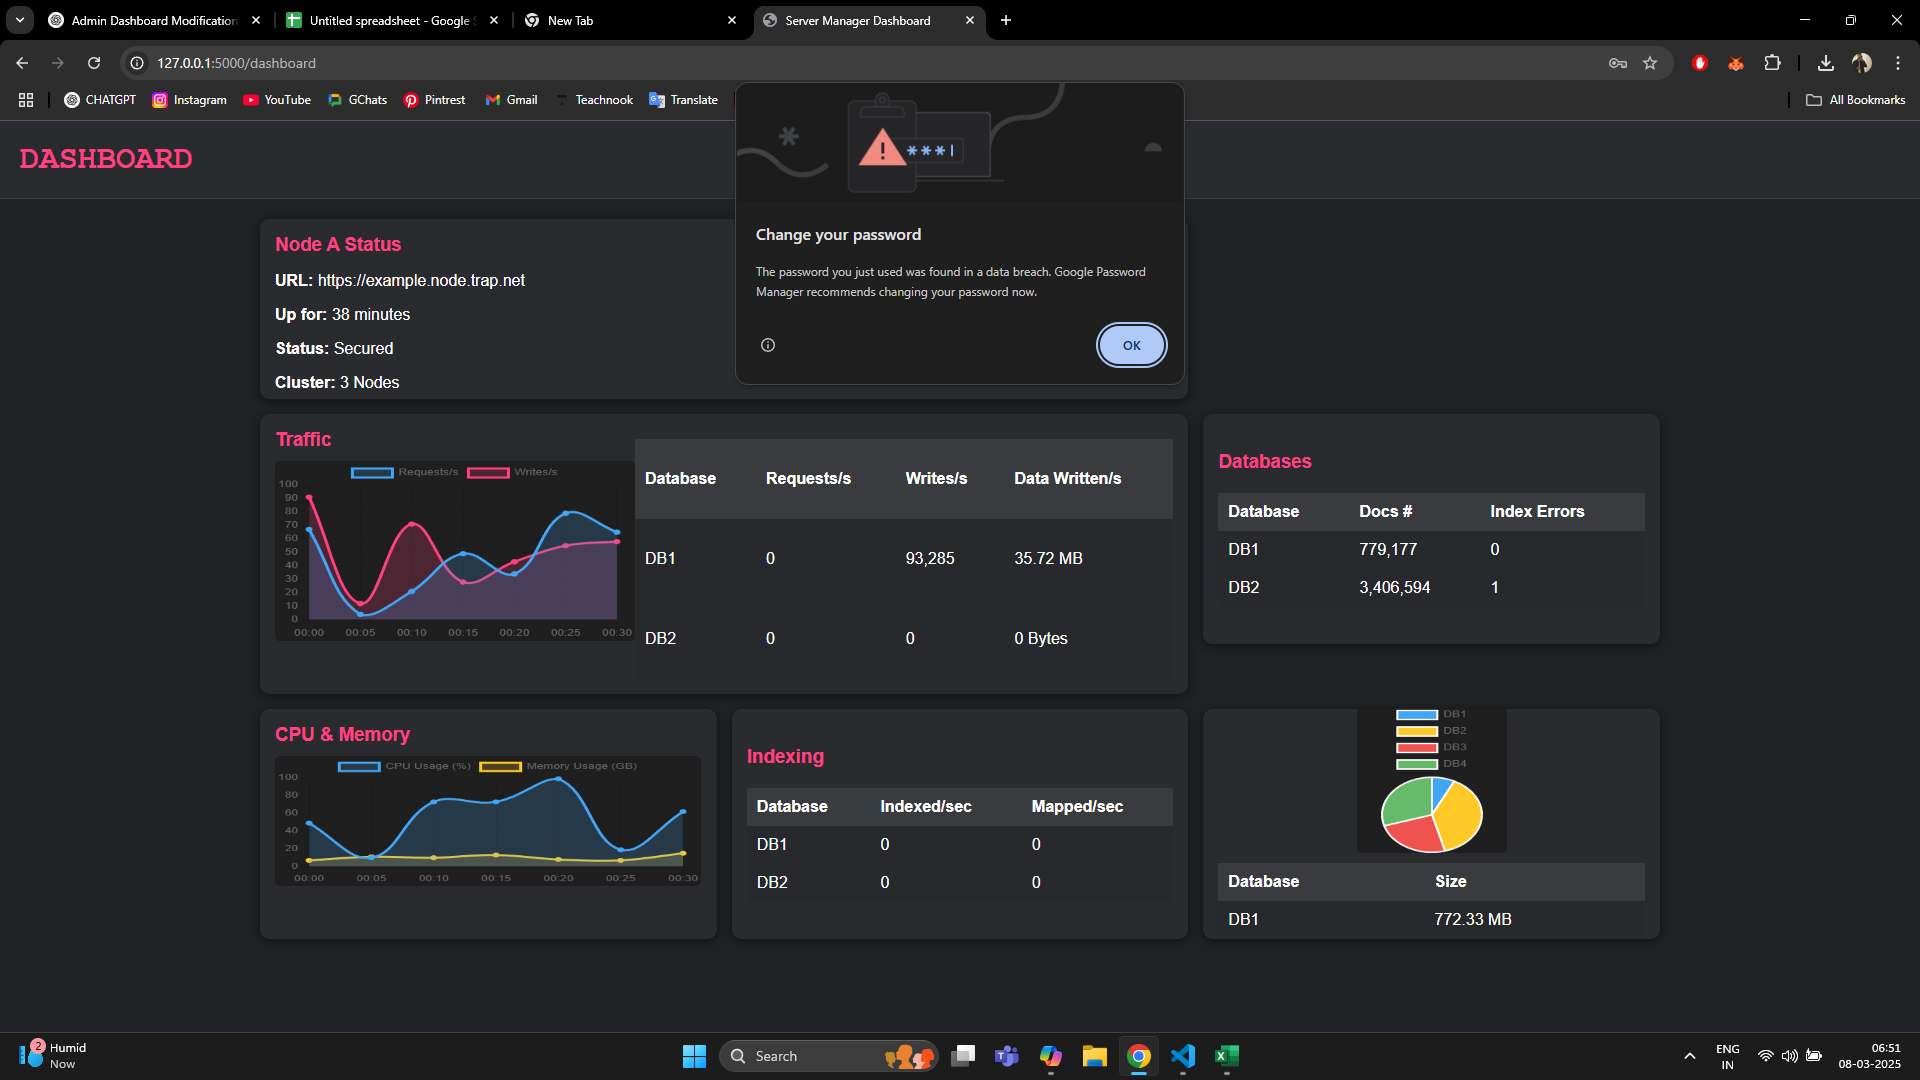 Admin Dashboard Modification
Untitled spreadsheet - Google S
New Tab
Server Manager Dashboard
127.0.0.1:5000/dashboard
CHATGPT
Instagram
YouTube
GChats
Pintrest
Gmail
Teachnook
Translate
All Bookmarks
DASHBOARD
***|
Change your password
The password you just used was found in a data breach. Google Password
Manager recommends changing your password now.
OK
Node A Status
URL: https://example.node.trap.net
Up for: 38 minutes
Status: Secured
Cluster: 3 Nodes
Traffic
Requests/s Writes/s
100
90
80
70
60
50
40
30
20
10
0
00:00 00:05 00:10 00:15 00:20 00:25 00:30
Database Requests/s Writes/s Data Written/s
DB1 0 93,285 35.72 MB
DB2 0 0 0 Bytes
Databases
Database Docs # Index Errors
DB1 779,177 0
DB2 3,406,594 1
CPU & Memory
CPU Usage (%) Memory Usage (GB)
100
80
60
40
20
0
00:00 00:05 00:10 00:15 00:20 00:25 00:30
Indexing
Database Indexed/sec Mapped/sec
DB1 0 0
DB2 0 0
DB1
DB2
DB3
DB4
Database Size
DB1 772.33 MB
2
Humid
Now
Search
ENG
IN
06:51
08-03-2025